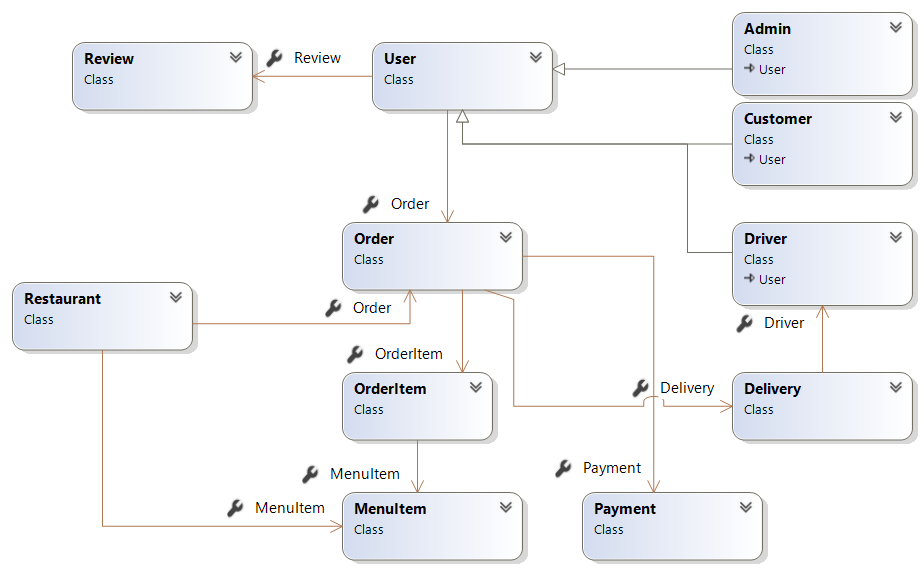 Admin
Class
User
Review
Class
Review
User
Class
Customer
Class
User
Order
Order
Class
Driver
Class
User
Restaurant
Class
Order
Driver
OrderItem
OrderItem
Class
Delivery
Delivery
Class
MenuItem
Payment
MenuItem
MenuItem
Class
Payment
Class